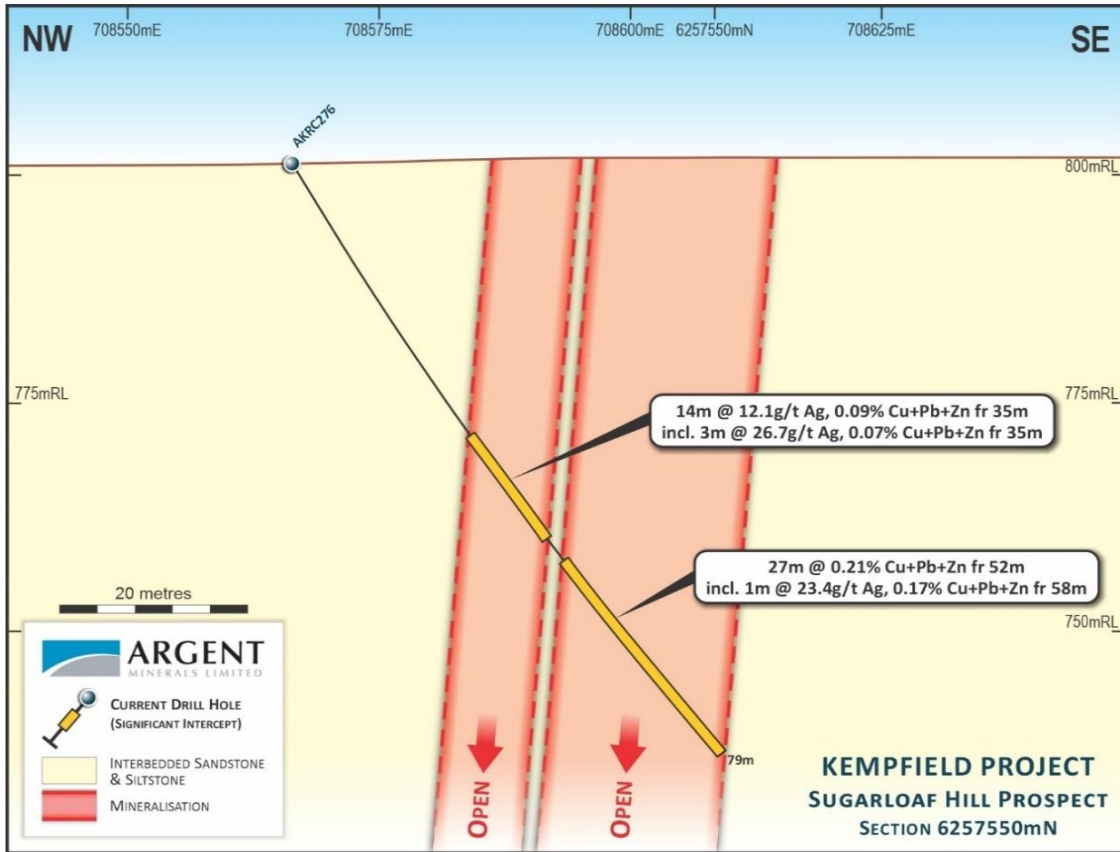 NW
708550mE
708575mE
708600mE
6257550mN
708625mE
SE
AKRC276
800mRL
775mRL
775mRL
14m @ 12.1g/t Ag, 0.09% Cu+Pb+Zn fr 35m
incl. 3m @ 26.7g/t Ag, 0.07% Cu+Pb+Zn fr 35m
27m @ 0.21% Cu+Pb+Zn fr 52m
incl. 1m @ 23.4g/t Ag, 0.17% Cu+Pb+Zn fr 58m
20 metres
750mRL
ARGENT
MINERALS LIMITED
CURRENT DRILL HOLE
(SIGNIFICANT INTERCEPT)
INTERBEDDED SANDSTONE
& SILTSTONE
MINERALISATION
OPEN
OPEN
79m
KEMPFIELD PROJECT
SUGARLOAF HILL PROSPECT
SECTION 6257550mN